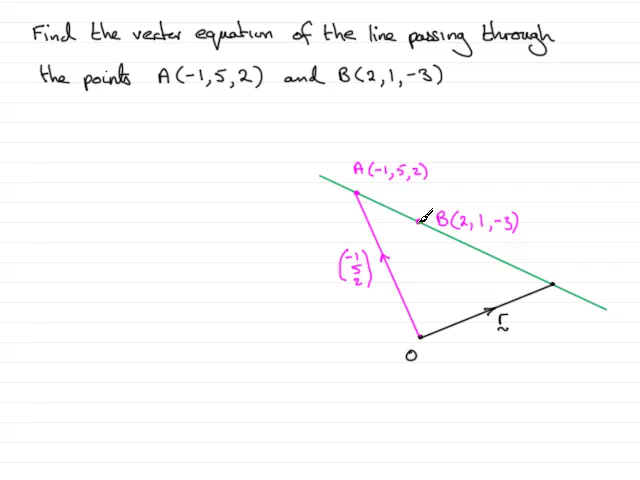 Find the vector equation of the line passing through
the points A(-1, 5, 2) and B(2, 1, -3)
A(-1, 5, 2)
B(2, 1, -3)
(-1
5
2)
r
O